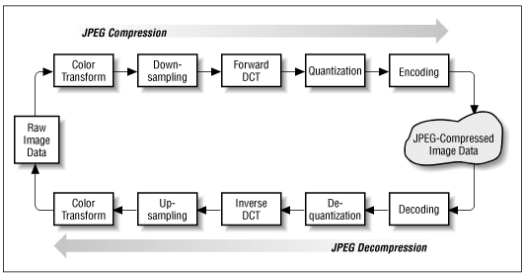 JPEG Compression
Color
Transform
Down-
sampling
Forward
DCT
Quantization
Encoding
Raw
Image
Data
JPEG-Compressed
Image Data
Color
Transform
Up-
sampling
Inverse
DCT
De-
quantization
Decoding
JPEG Decompression